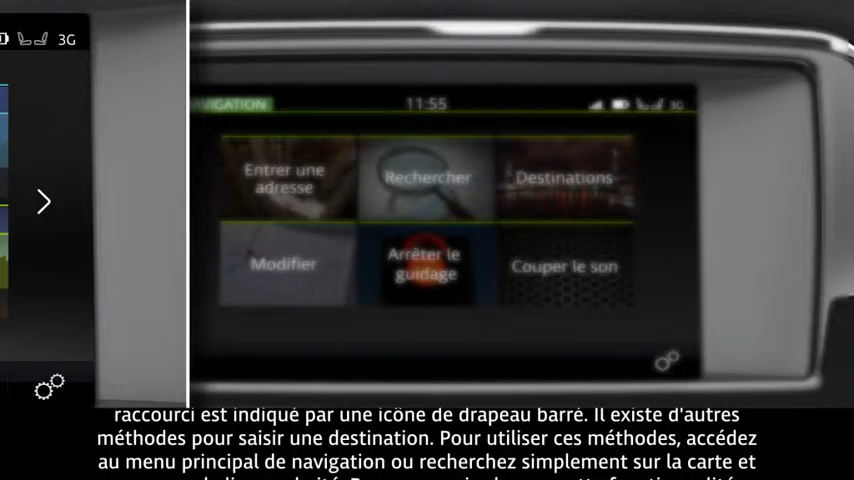 3G
NAVIGATION 11:55 3G
Entrer une
adresse
Rechercher
Destinations
Modifier
Arrêter le
guidage
Couper le son
raccourci est indiqué par une icône de drapeau barré. Il existe d'autres
méthodes pour saisir une destination. Pour utiliser ces méthodes, accédez
au menu principal de navigation ou recherchez simplement sur la carte et